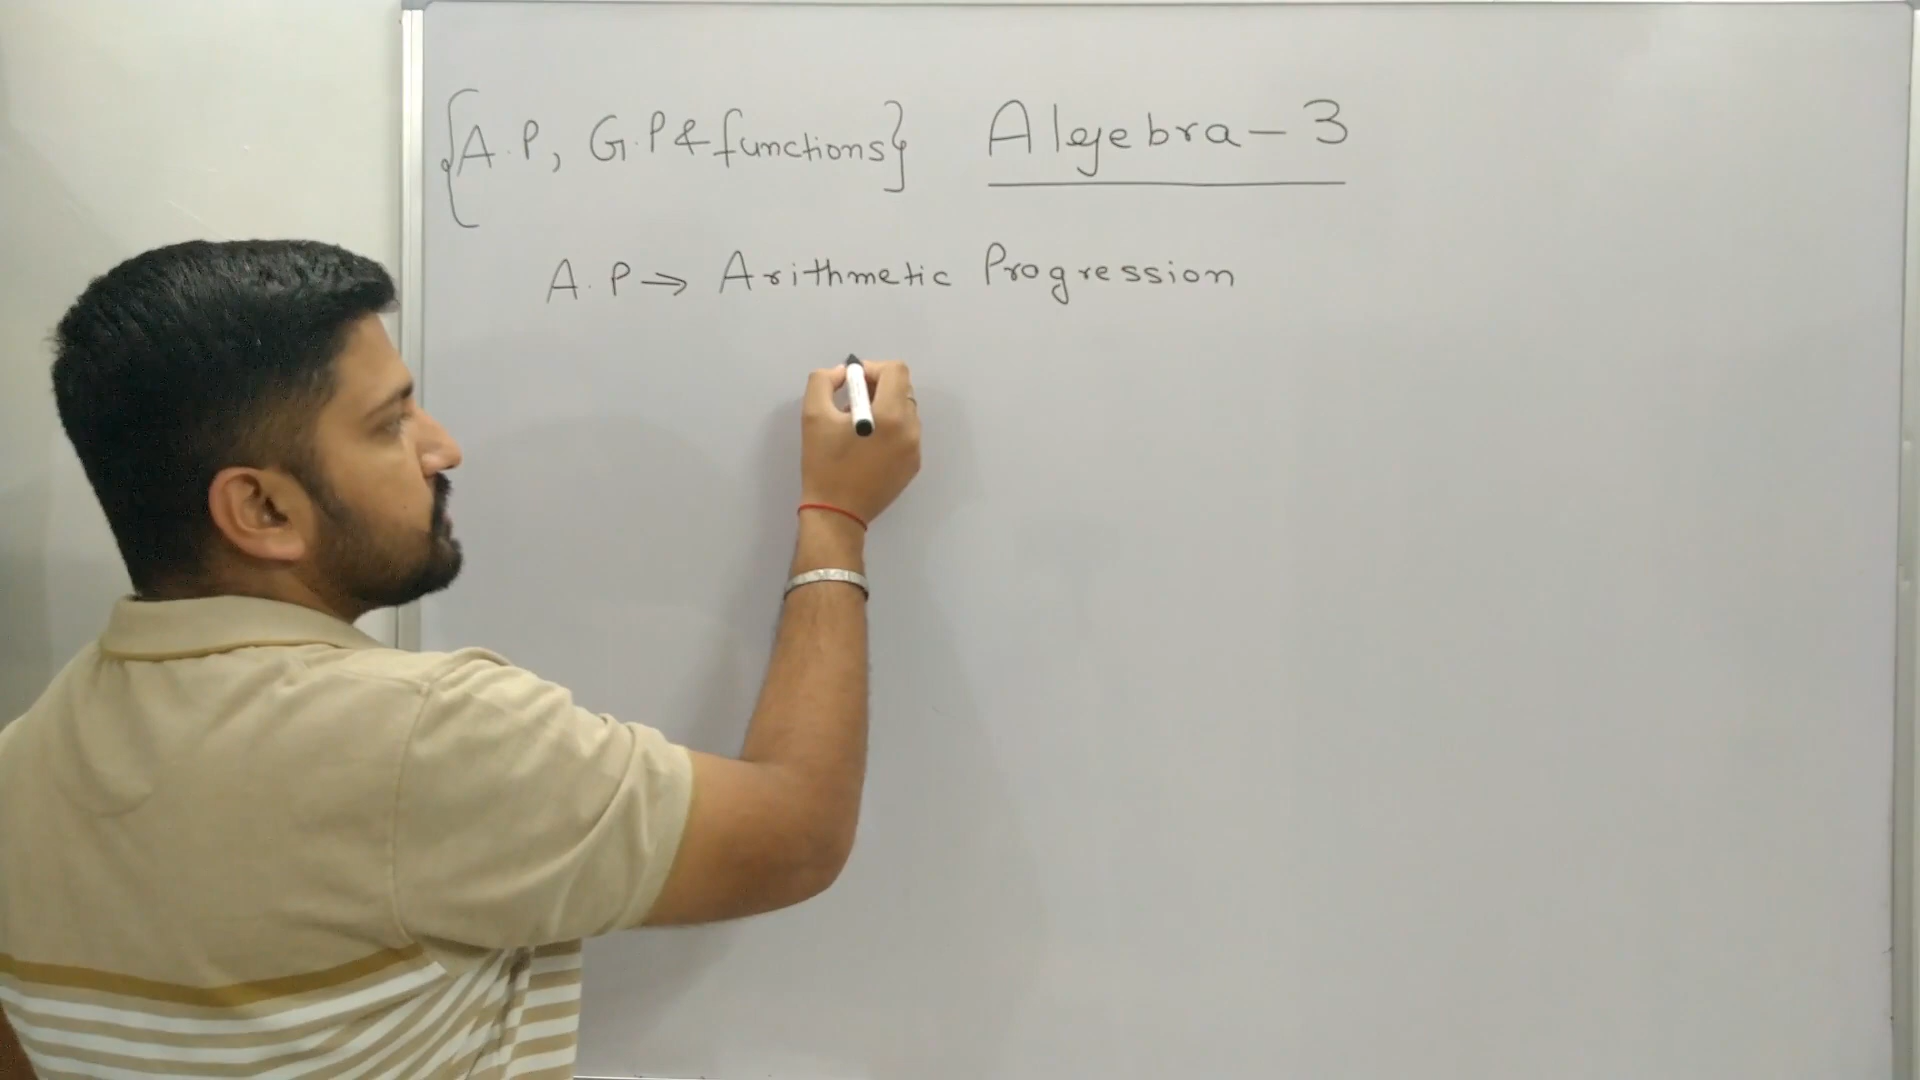 {A.P, G.P & functions} Algebra-3
A.P → Arithmetic Progression